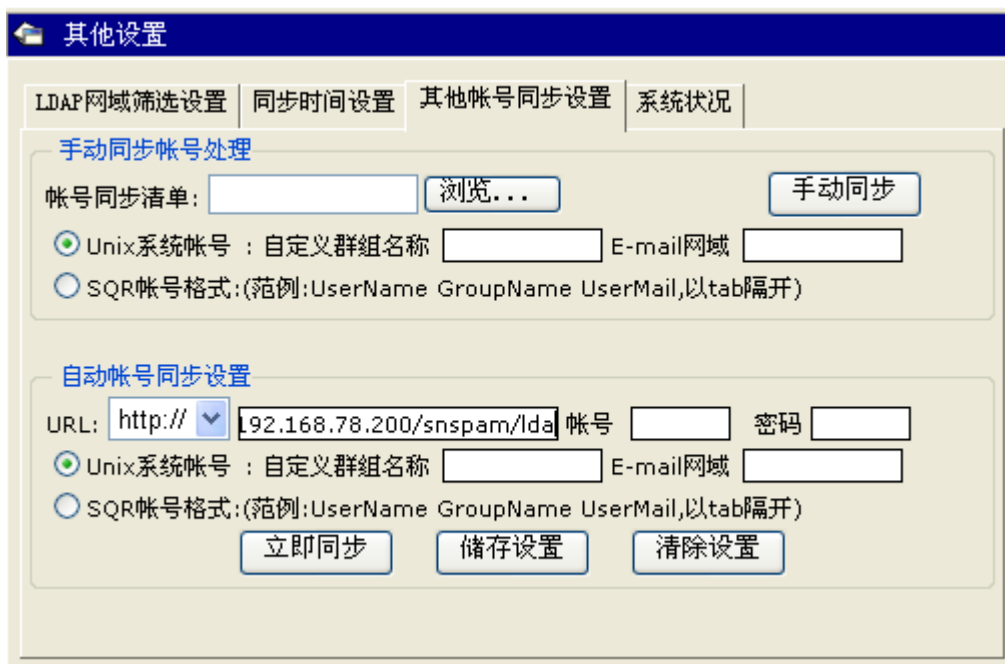 其他设置
LDAP网域筛选设置 同步时间设置 其他帐号同步设置 系统状况
手动同步帐号处理
帐号同步清单: 浏览... 手动同步
Unix系统帐号 : 自定义群组名称 E-mail网域
SQR帐号格式:(范例:UserName GroupName UserMail,以tab隔开)
自动帐号同步设置
URL: http:// 192.168.78.200/snspam/lda 帐号 密码
Unix系统帐号 : 自定义群组名称 E-mail网域
SQR帐号格式:(范例:UserName GroupName UserMail,以tab隔开)
立即同步 储存设置 清除设置